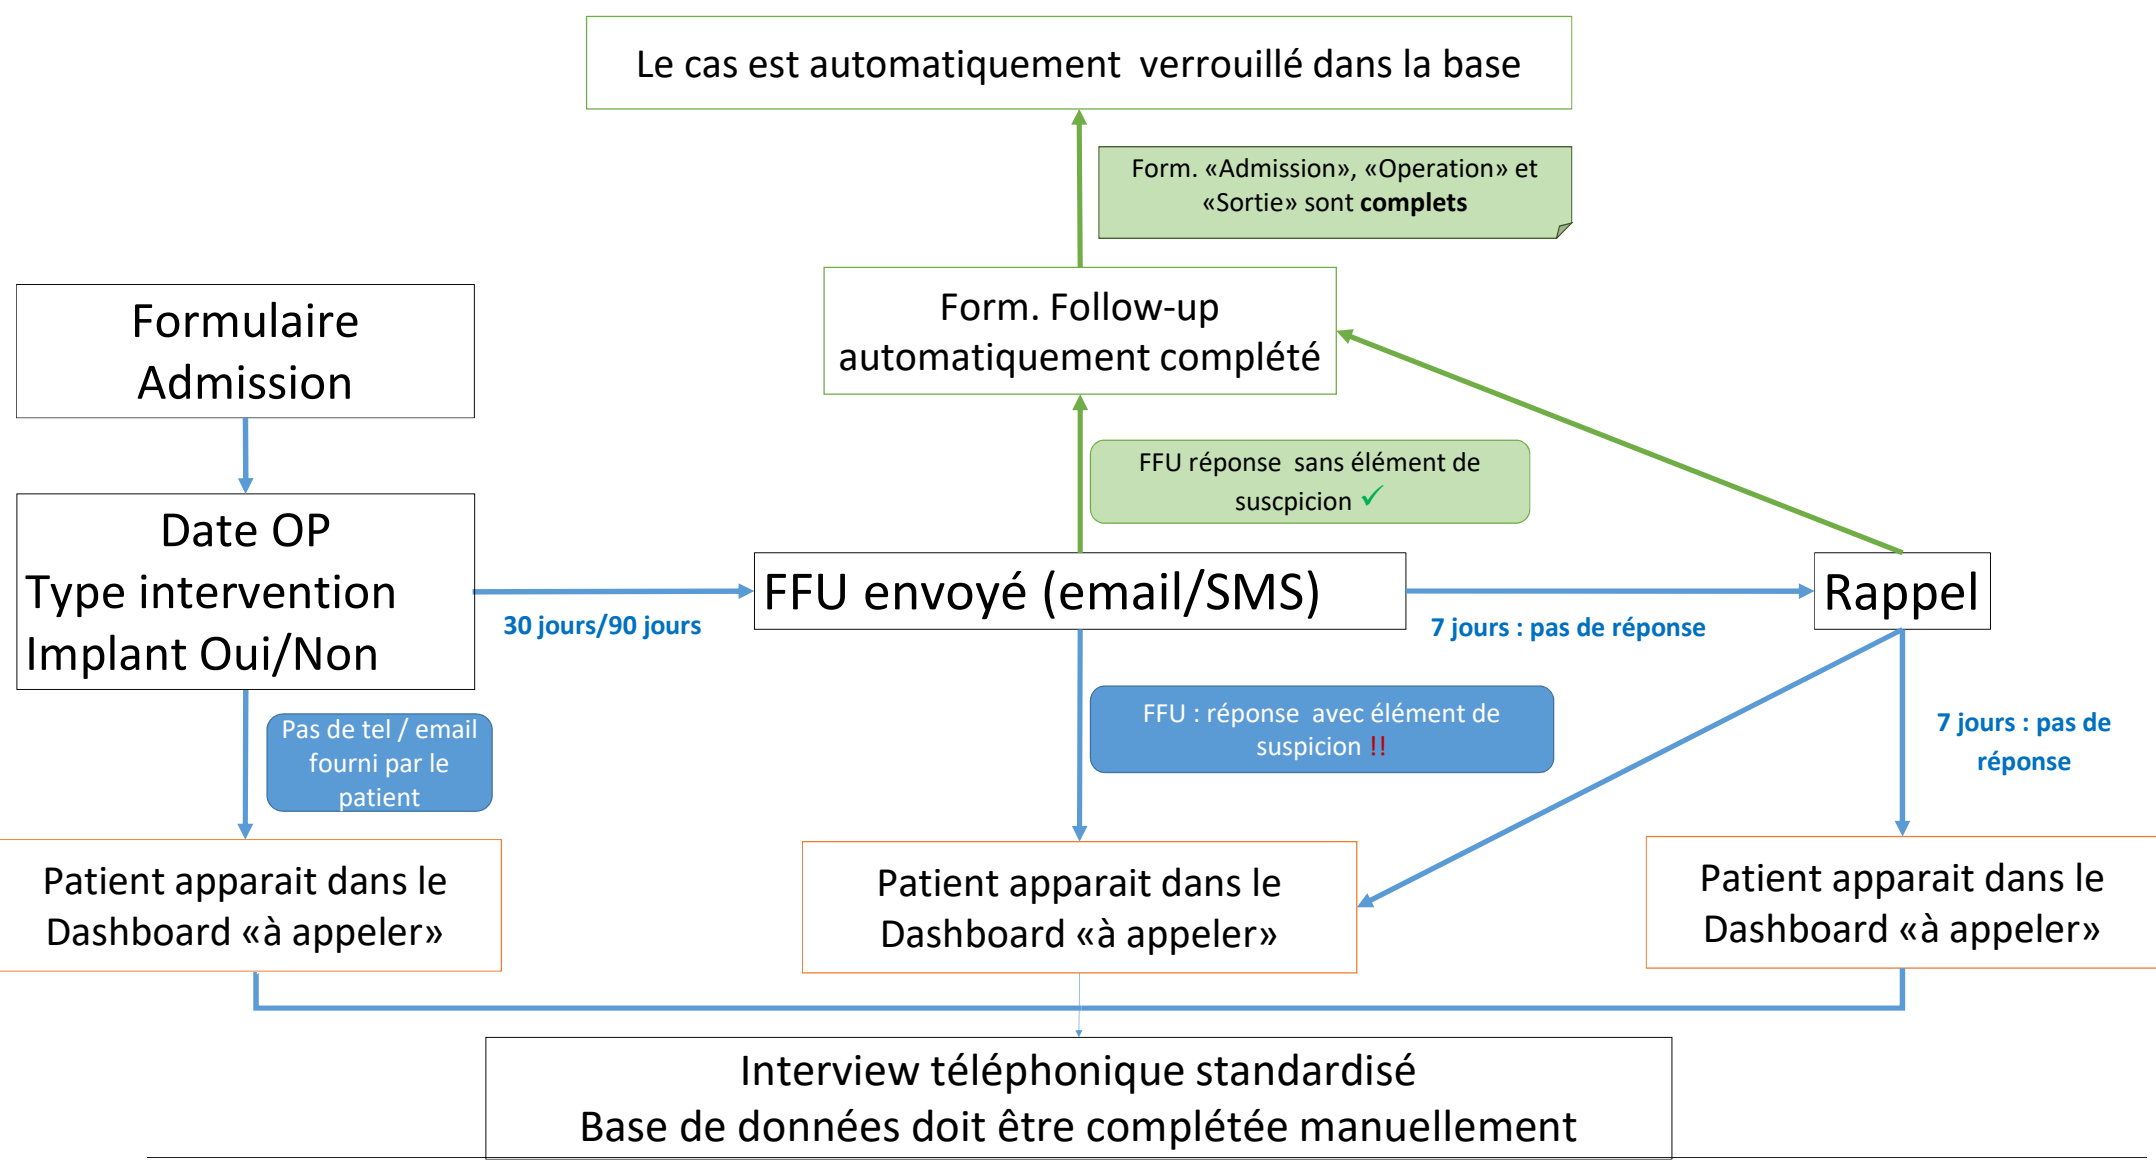 Le cas est automatiquement verrouillé dans la base
Form. «Admission», «Operation» et
«Sortie» sont complets
Form. Follow-up
automatiquement complété
Formulaire
Admission
FFU réponse sans élément de
suscpicion ✓
Date OP
Type intervention
Implant Oui/Non
30 jours/90 jours
FFU envoyé (email/SMS)
7 jours : pas de réponse
Rappel
Pas de tel / email
fourni par le
patient
FFU : réponse avec élément de
suspicion !!
7 jours : pas de
réponse
Patient apparait dans le
Dashboard «à appeler»
Patient apparait dans le
Dashboard «à appeler»
Patient apparait dans le
Dashboard «à appeler»
Interview téléphonique standardisé
Base de données doit être complétée manuellement